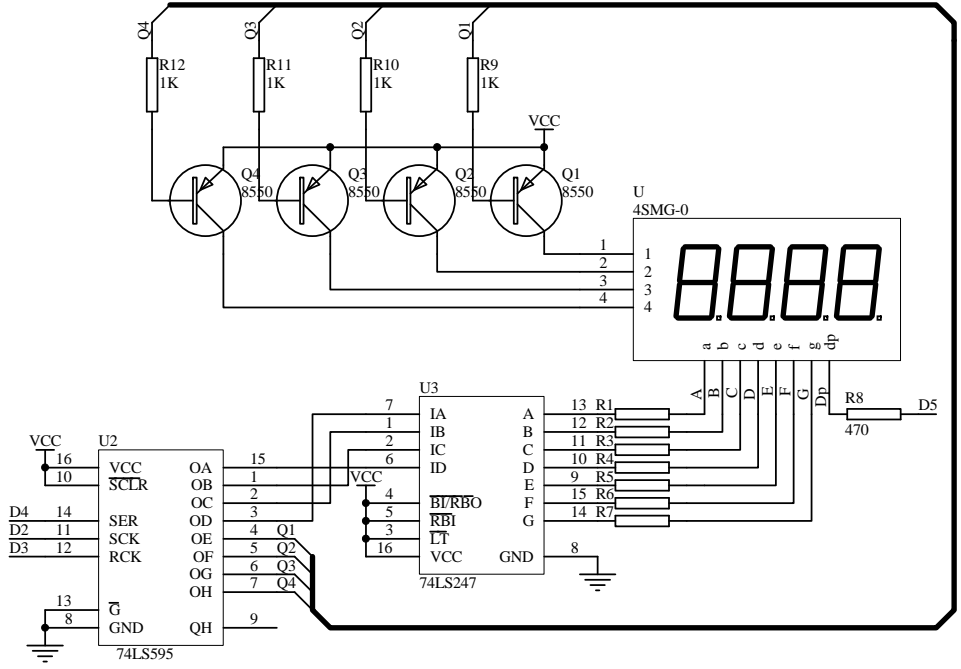 Q4 Q3 Q2 Q1
R12 R11 R10 R9
1K 1K 1K 1K
VCC
Q4 Q3 Q2 Q1
8550 8550 8550 8550
U
4SMG-0
1 1
2 2
3 3
4 4
a b c d e f g dp
A B C D E F G Dp
R8 D5
470
U3
7 IA A 13 R1
1 IB B 12 R2
2 IC C 11 R3
6 ID D 10 R4
E 9 R5
F 15 R6
G 14 R7
VCC
4 BI/RBO
5 RBI
3 LT
16 VCC GND 8
74LS247
U2
VCC
16 VCC OA 15
10 SCLR OB 1
OC 2
D4 14 SER OD 3
D2 11 SCK OE 4 Q1
D3 12 RCK OF 5 Q2
OG 6 Q3
OH 7 Q4
13 G
8 GND QH 9
74LS595